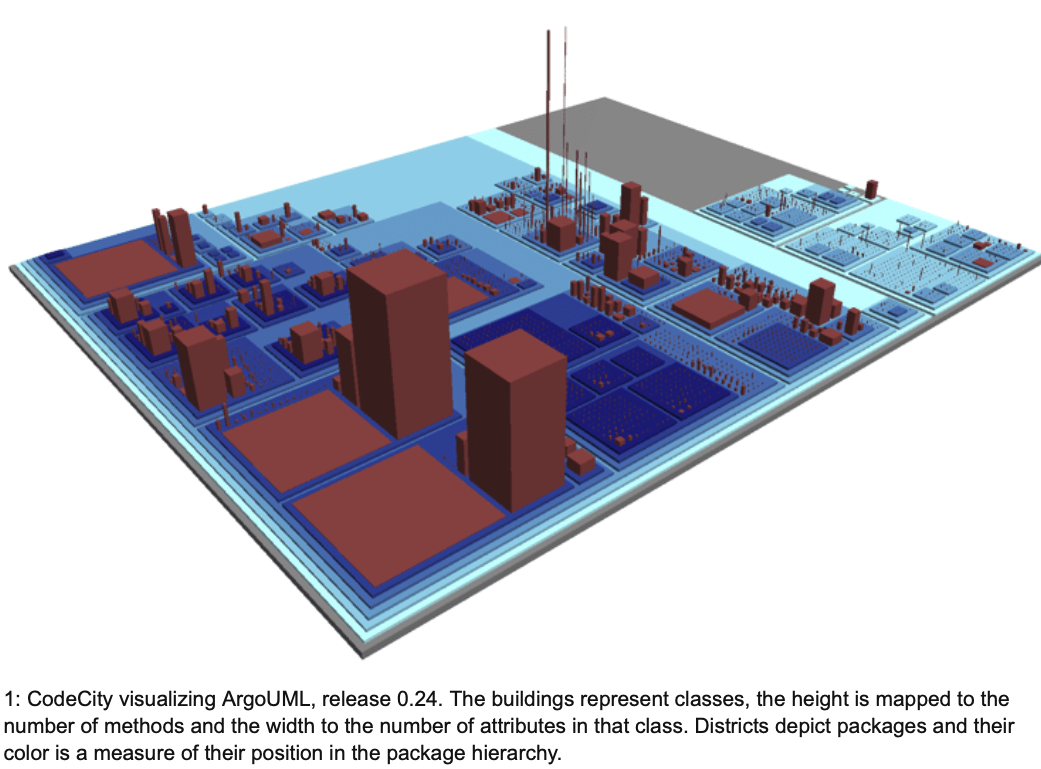 1: CodeCity visualizing ArgoUML, release 0.24. The buildings represent classes, the height is mapped to the
number of methods and the width to the number of attributes in that class. Districts depict packages and their
color is a measure of their position in the package hierarchy.